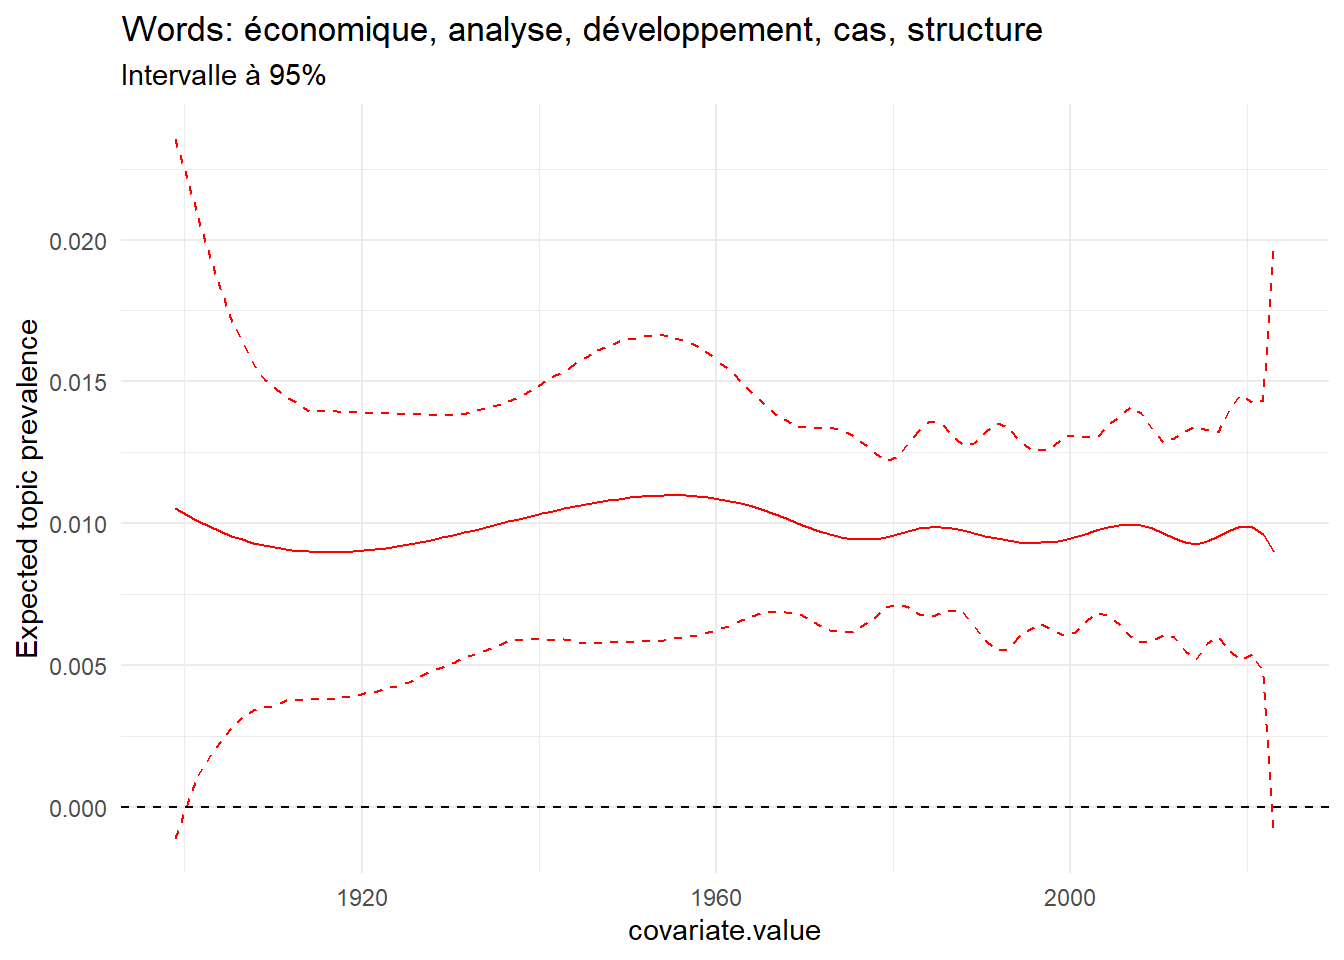 Words: économique, analyse, développement, cas, structure
Intervalle à 95%
Expected topic prevalence
0.020
0.015
0.010
0.005
0.000
1920 1960 2000
covariate.value